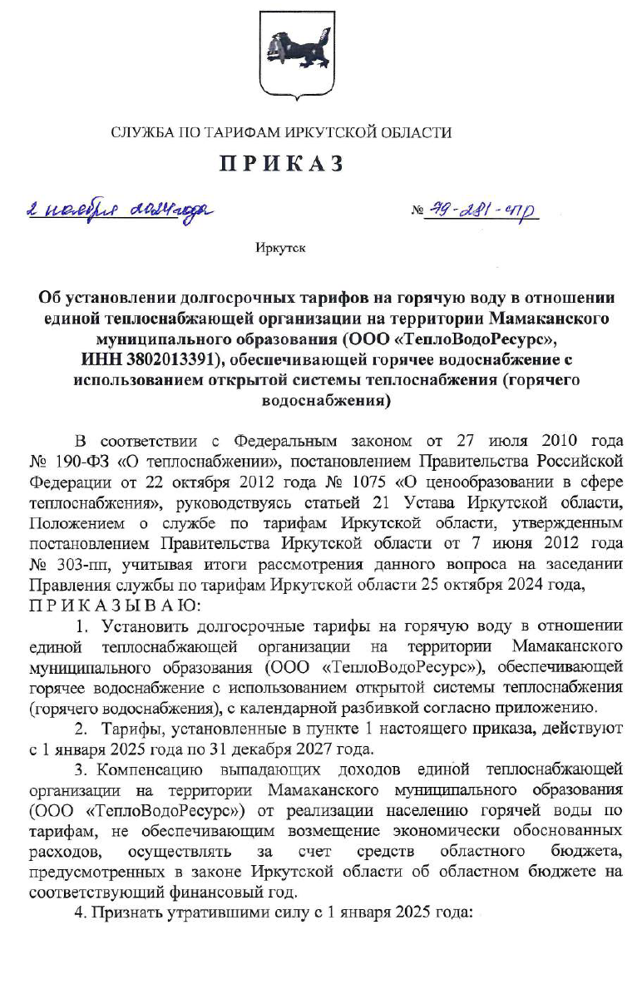 СЛУЖБА ПО ТАРИФАМ ИРКУТСКОЙ ОБЛАСТИ
П Р И К А З
2 ноября 2024 года
№ 79-281-спр
Иркутск
Об установлении долгосрочных тарифов на горячую воду в отношении
единой теплоснабжающей организации на территории Мамаканского
муниципального образования (ООО «ТеплоВодоРесурс»,
ИНН 3802013391), обеспечивающей горячее водоснабжение с
использованием открытой системы теплоснабжения (горячего
водоснабжения)
В соответствии с Федеральным законом от 27 июля 2010 года
№ 190-ФЗ «О теплоснабжении», постановлением Правительства Российской
Федерации от 22 октября 2012 года № 1075 «О ценообразовании в сфере
теплоснабжения», руководствуясь статьей 21 Устава Иркутской области,
Положением о службе по тарифам Иркутской области, утвержденным
постановлением Правительства Иркутской области от 7 июня 2012 года
№ 303-пп, учитывая итоги рассмотрения данного вопроса на заседании
Правления службы по тарифам Иркутской области 25 октября 2024 года,
П Р И К А З Ы В А Ю:
1. Установить долгосрочные тарифы на горячую воду в отношении
единой теплоснабжающей организации на территории Мамаканского
муниципального образования (ООО «ТеплоВодоРесурс»), обеспечивающей
горячее водоснабжение с использованием открытой системы теплоснабжения
(горячего водоснабжения), с календарной разбивкой согласно приложению.
2. Тарифы, установленные в пункте 1 настоящего приказа, действуют
с 1 января 2025 года по 31 декабря 2027 года.
3. Компенсацию выпадающих доходов единой теплоснабжающей
организации на территории Мамаканского муниципального образования
(ООО «ТеплоВодоРесурс») от реализации населению горячей воды по
тарифам, не обеспечивающим возмещение экономически обоснованных
расходов, осуществлять за счет средств областного бюджета,
предусмотренных в законе Иркутской области об областном бюджете на
соответствующий финансовый год.
4. Признать утратившими силу с 1 января 2025 года: